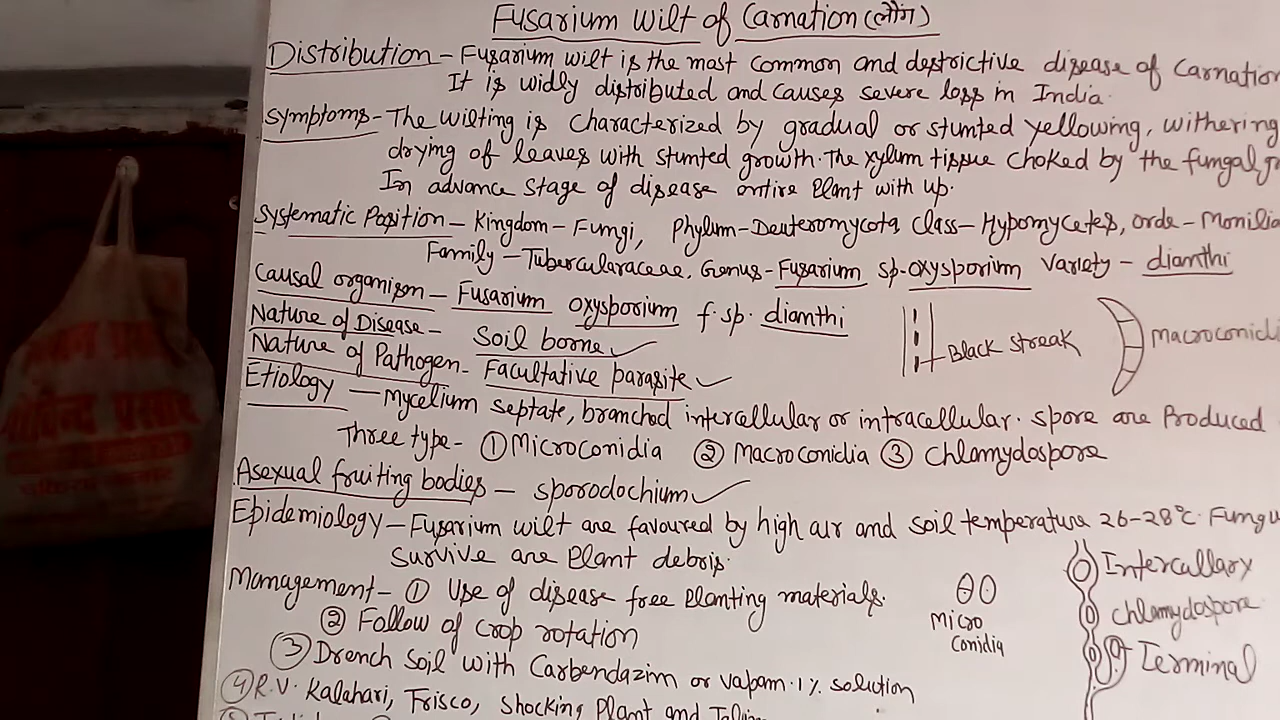 Fusarium wilt of Carnation (लौंग)
Distribution - Fusarium wilt is the most common and destrictive disease of Carnation
It is widly distributed and causes severe loss in India.
Symptoms - The wilting is characterized by gradual or stunted yellowing, withering
drying of leaves with stunted growth. The xylum tissue choked by the fungal
In advance stage of disease entire Plant with up.
Systematic Position - Kingdom - Fungi, Phylum - Deuteromycota Class - Hypomycetes, orde - Monilia
Family - Tuberculararaceae, Genus - Fusarium sp. oxysporium Variety - dianthi
Causal organism - Fusarium oxysporium f. sp. dianthi
Nature of Disease - Soil borne ✓
Black streak
Macroconidi
Nature of Pathogen - Facultative parasite ✓
Etiology - Mycelium septate, branched intercellular or intracellular. Spore are Produced
Three type - ① Microconidia ② Macroconidia ③ Chlamydospore
Asexual fruiting bodies - sporodochium ✓
Epidemiology - Fusarium wilt are favoured by high air and soil temperature 26-28°C. Fungu
Survive are Plant debris.
Management - ① Use of disease free Planting materials.
② Follow of crop rotation
③ Drench Soil with Carbendazim or vapam .1% solution
④ R.V. Kalahari, Frisco, Shocking Plant and
Micro
Conidia
Intercallary
Chlamydospore
Terminal